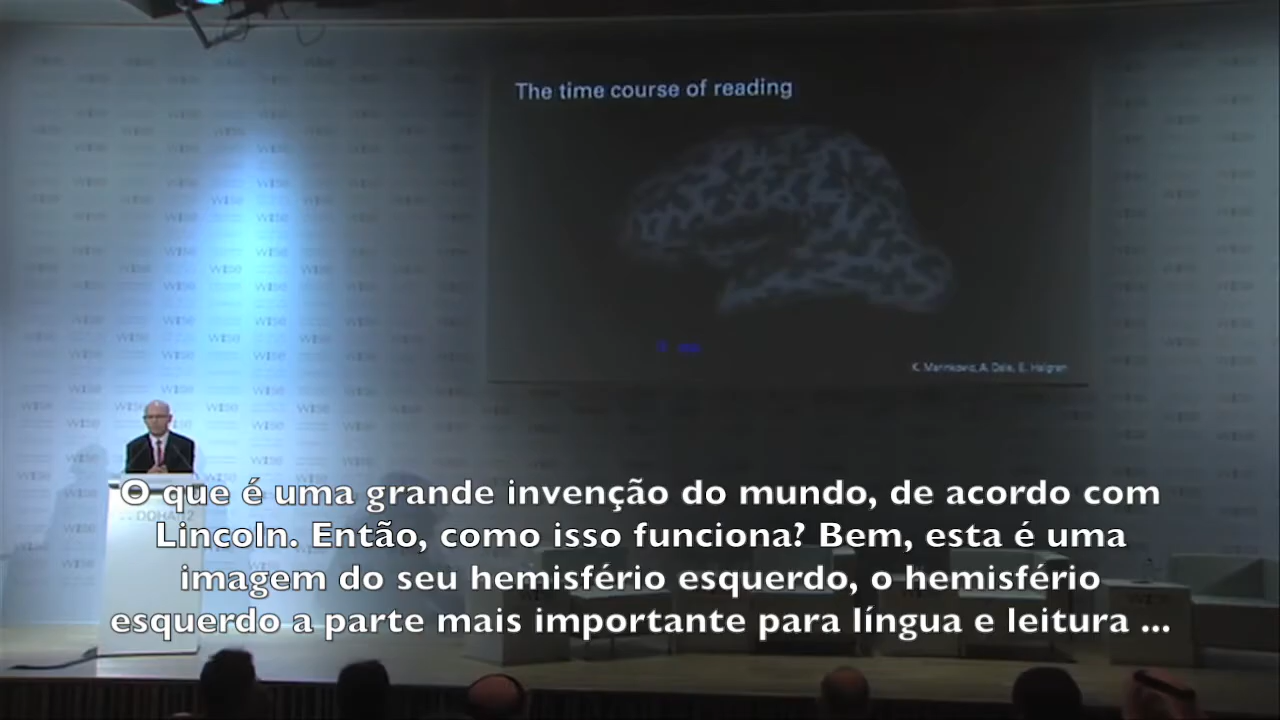 The time course of reading
K. Marinkovic, A. Dale, E. Halgren
WISE
O que é uma grande invenção do mundo, de acordo com
Lincoln. Então, como isso funciona? Bem, esta é uma
imagem do seu hemisfério esquerdo, o hemisfério
esquerdo a parte mais importante para língua e leitura ...